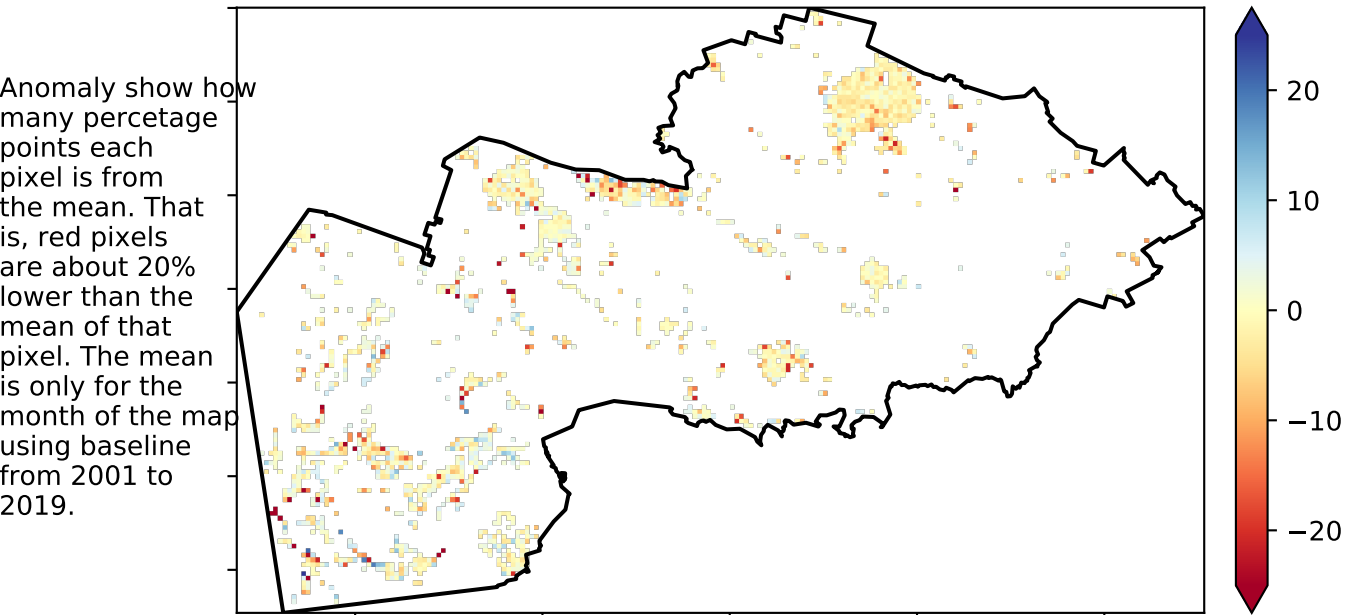 Anomaly show how
many percetage
points each
pixel is from
the mean. That
is, red pixels
are about 20%
lower than the
mean of that
pixel. The mean
is only for the
month of the map
using baseline
from 2001 to
2019.
20
10
0
−10
−20